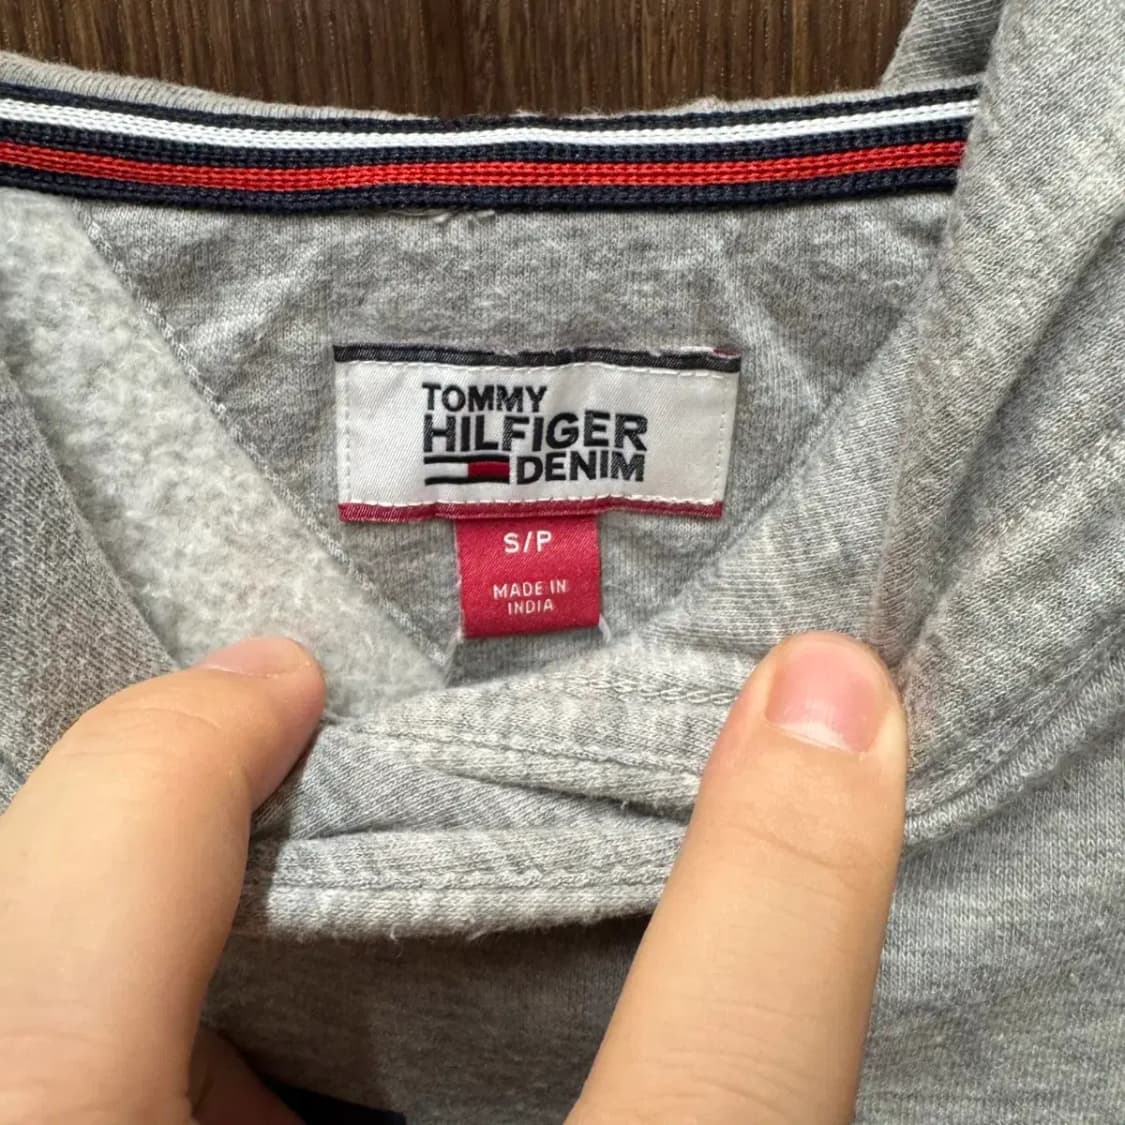 TOMMY
HILFIGER
DENIM
S/P
MADE IN
INDIA